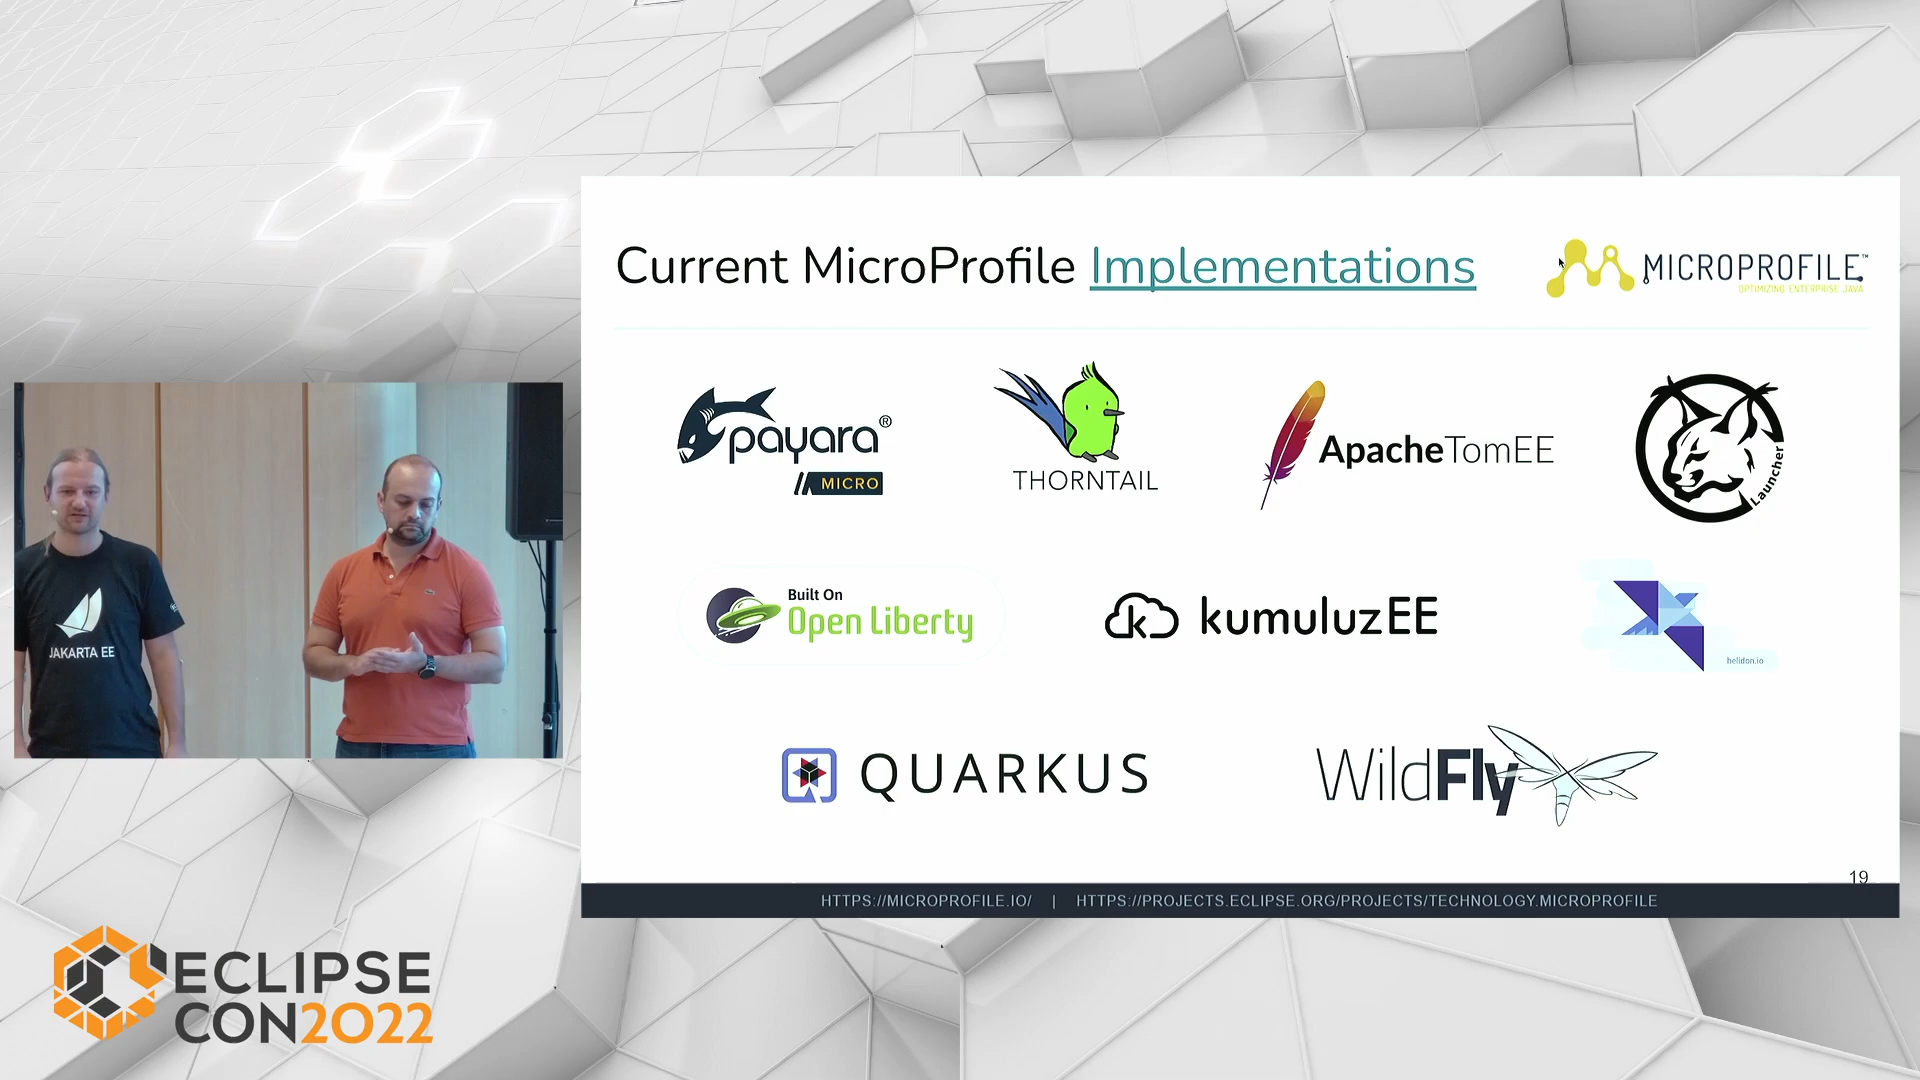 Current MicroProfile Implementations
MICROPROFILE™
OPTIMIZING ENTERPRISE JAVA
payara®
MICRO
THORNTAIL
ApacheTomEE
Launcher
Built On
Open Liberty
kumuluzEE
helidon.io
QUARKUS
WildFly
19
HTTPS://MICROPROFILE.IO/ | HTTPS://PROJECTS.ECLIPSE.ORG/PROJECTS/TECHNOLOGY.MICROPROFILE
JAKARTA EE
ECLIPSE
CON2022